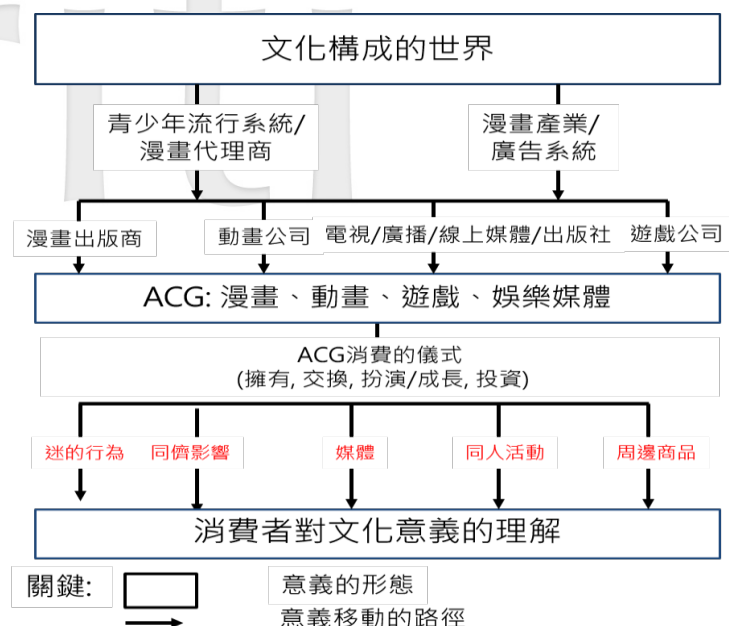 文化構成的世界
青少年流行系統/
漫畫代理商
漫畫產業/
廣告系統
漫畫出版商
動畫公司
電視/廣播/線上媒體/出版社
遊戲公司
ACG: 漫畫、動畫、遊戲、娛樂媒體
ACG消費的儀式
(擁有, 交換, 扮演/成長, 投資)
迷的行為
同儕影響
媒體
同人活動
周邊商品
消費者對文化意義的理解
關鍵:
意義的形態
意義移動的路徑